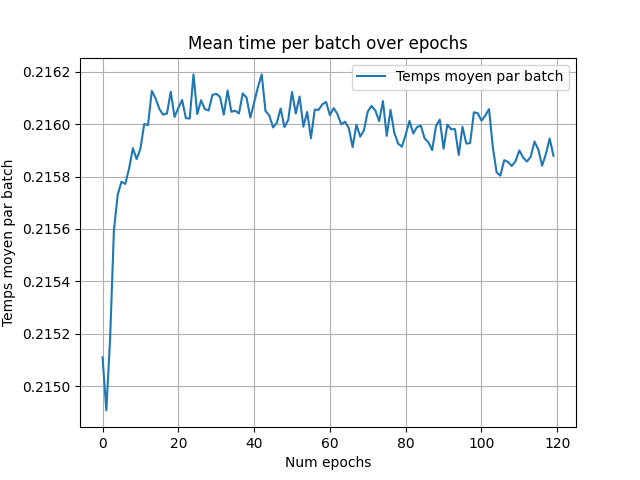 Mean time per batch over epochs
Temps moyen par batch
0.2162
0.2160
0.2158
0.2156
0.2154
0.2152
0.2150
Temps moyen par batch
0 20 40 60 80 100 120
Num epochs